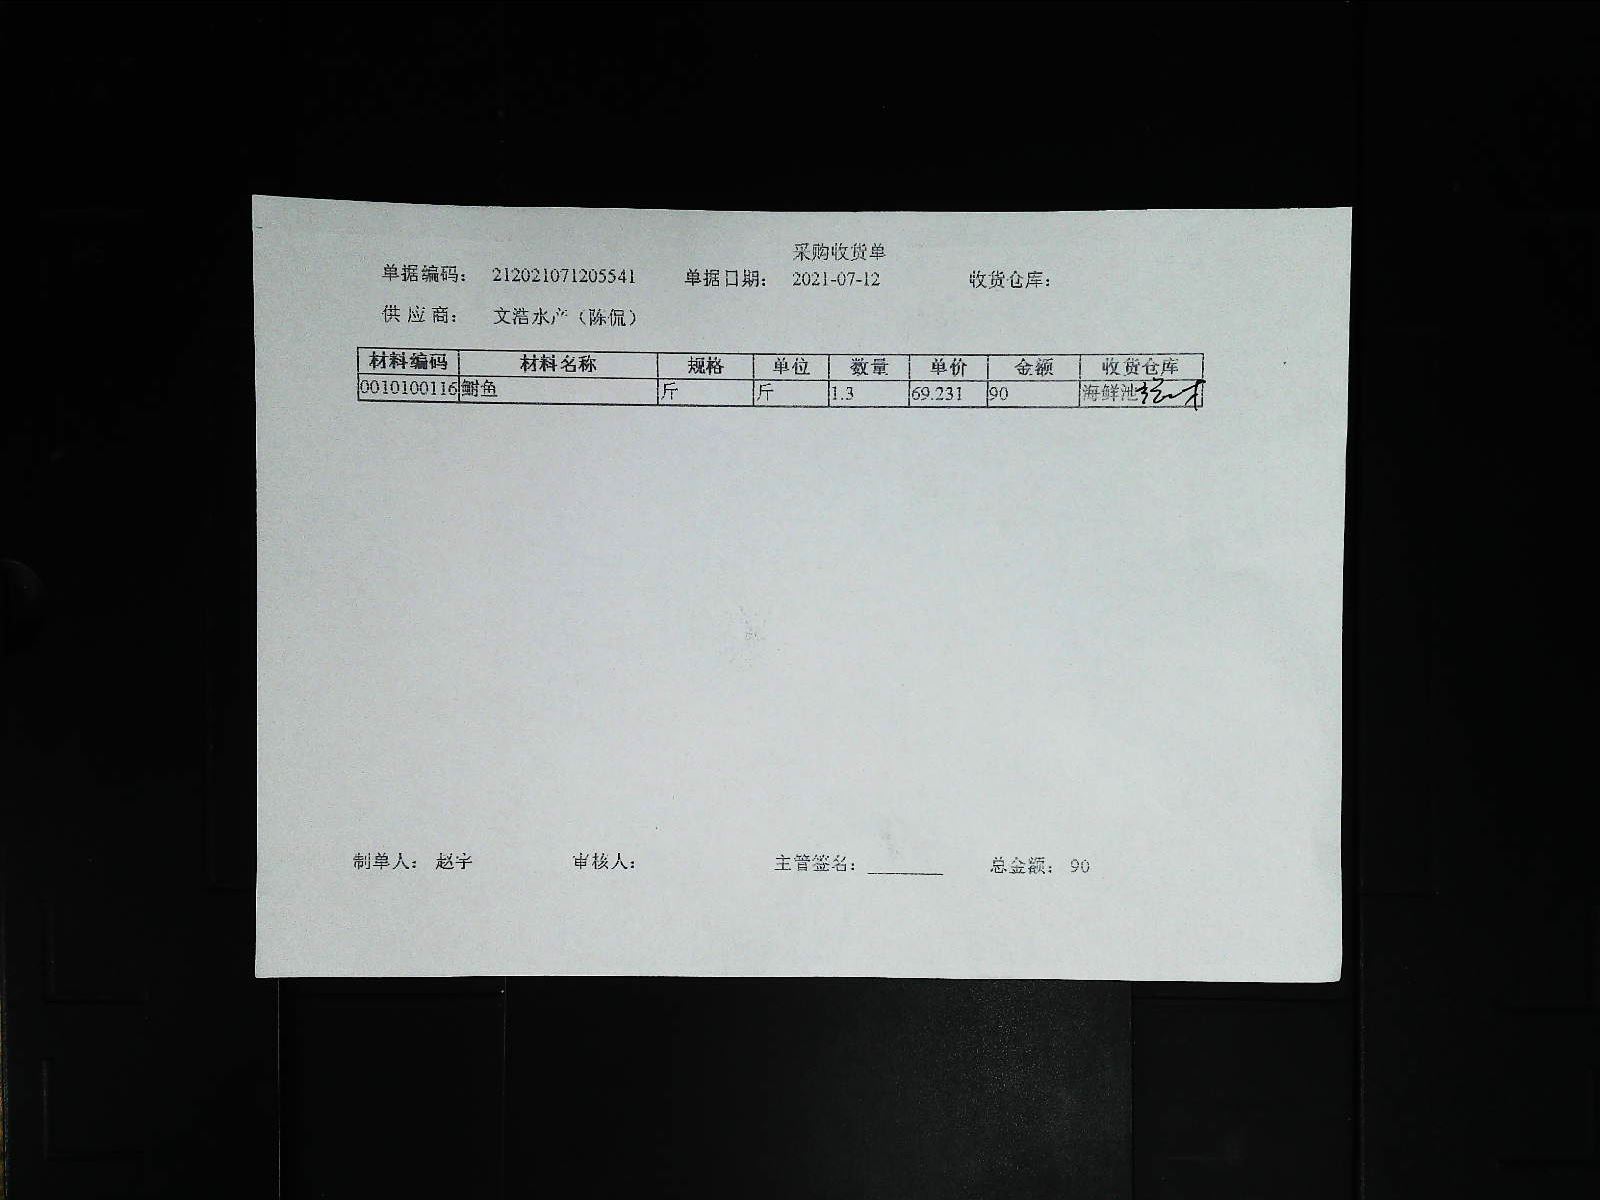 采购收货单
单据编码： 212021071205541 单据日期： 2021-07-12 收货仓库：
供 应 商： 文浩水产（陈侃）
材料编码 材料名称 规格 单位 数量 单价 金额 收货仓库
0010100116 鮒鱼 斤 斤 1.3 69.231 90 海鲜池
制单人： 赵宇 审核人： 主管签名： 总金额： 90